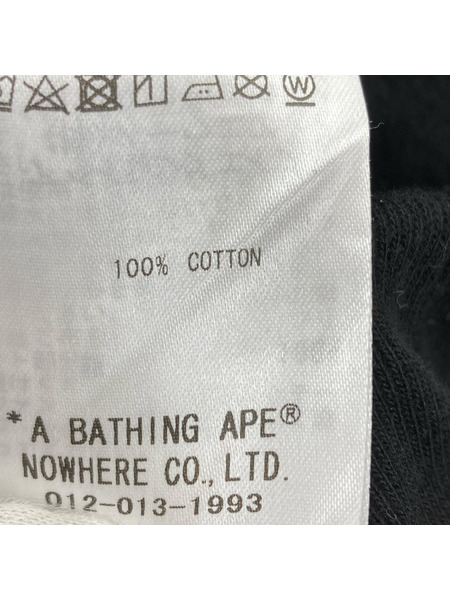 100% COTTON
*A BATHING APE®
NOWHERE CO., LTD.
012-013-1993